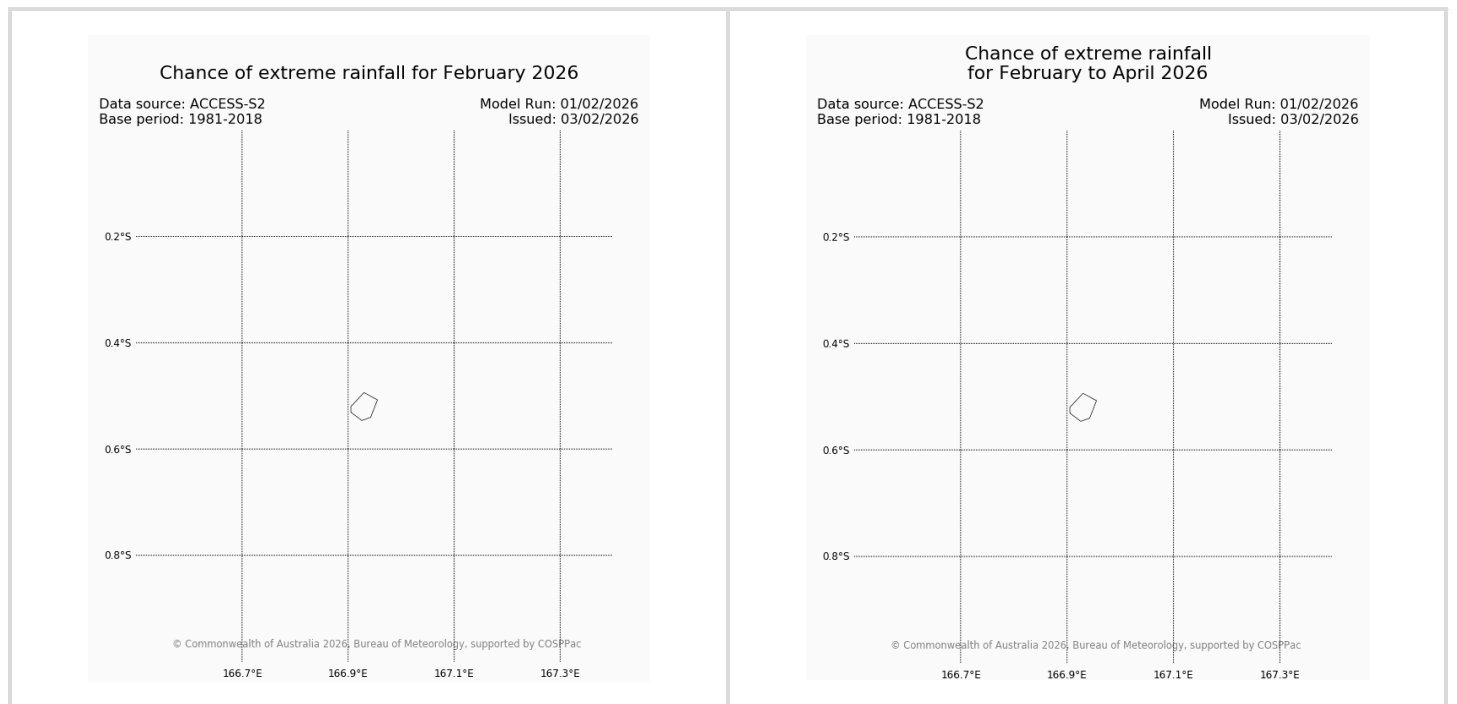 Chance of extreme rainfall for February 2026
Data source: ACCESS-S2
Model Run: 01/02/2026
Base period: 1981-2018
Issued: 03/02/2026
0.2°S
0.4°S
0.6°S
0.8°S
© Commonwealth of Australia 2026, Bureau of Meteorology, supported by COSPPac
166.7°E 166.9°E 167.1°E 167.3°E
Chance of extreme rainfall
for February to April 2026
Data source: ACCESS-S2
Model Run: 01/02/2026
Base period: 1981-2018
Issued: 03/02/2026
0.2°S
0.4°S
0.6°S
0.8°S
© Commonwealth of Australia 2026, Bureau of Meteorology, supported by COSPPac
166.7°E 166.9°E 167.1°E 167.3°E